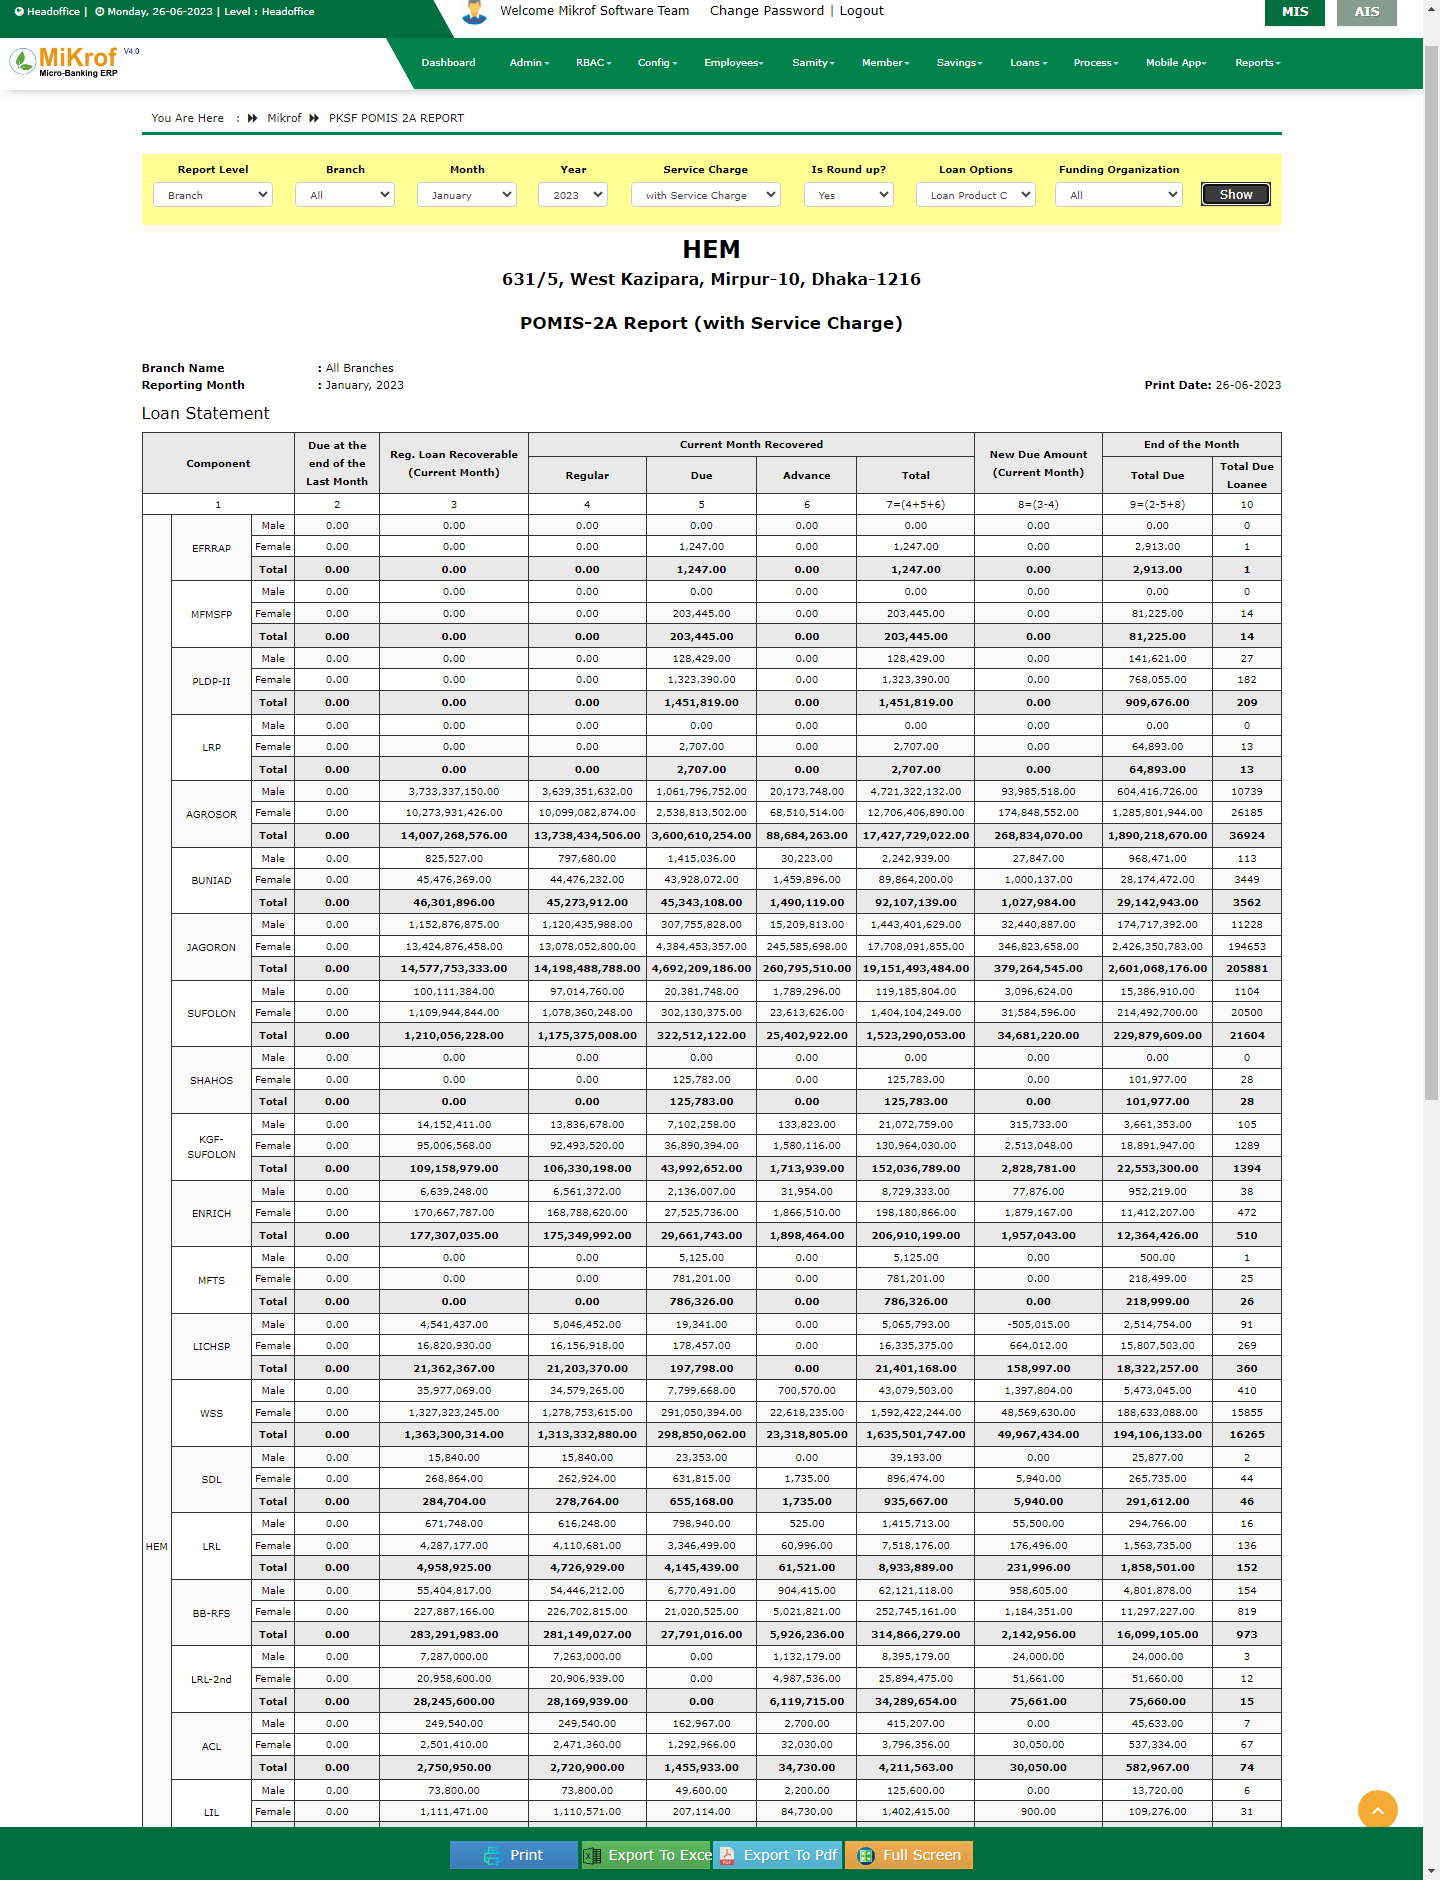 Headoffice | Monday, 26-06-2023 | Level : Headoffice
Welcome Mikrof Software Team Change Password | Logout
MIS AIS
MiKrof V4.0
Micro-Banking ERP
Dashboard Admin RBAC Config Employees Samity Member Savings Loans Process Mobile App Reports
You Are Here : Mikrof PKSF POMIS 2A REPORT
Report Level Branch Month Year Service Charge Is Round up? Loan Options Funding Organization
Branch All January 2023 with Service Charge Yes Loan Product C All Show
HEM
631/5, West Kazipara, Mirpur-10, Dhaka-1216
POMIS-2A Report (with Service Charge)
Branch Name : All Branches
Reporting Month : January, 2023 Print Date: 26-06-2023
Loan Statement
Component Due at the end of the Last Month Reg. Loan Recoverable (Current Month) Current Month Recovered New Due Amount (Current Month) End of the Month
Regular Due Advance Total Total Due Total Due Loanee
1 2 3 4 5 6 7=(4+5+6) 8=(3-4) 9=(2-5+8) 10
HEM
EFRRAP
Male 0.00 0.00 0.00 0.00 0.00 0.00 0.00 0.00 0
Female 0.00 0.00 0.00 1,247.00 0.00 1,247.00 0.00 2,913.00 1
Total 0.00 0.00 0.00 1,247.00 0.00 1,247.00 0.00 2,913.00 1
MFMSFP
Male 0.00 0.00 0.00 0.00 0.00 0.00 0.00 0.00 0
Female 0.00 0.00 0.00 203,445.00 0.00 203,445.00 0.00 81,225.00 14
Total 0.00 0.00 0.00 203,445.00 0.00 203,445.00 0.00 81,225.00 14
PLDP-II
Male 0.00 0.00 0.00 128,429.00 0.00 128,429.00 0.00 141,621.00 27
Female 0.00 0.00 0.00 1,323,390.00 0.00 1,323,390.00 0.00 768,055.00 182
Total 0.00 0.00 0.00 1,451,819.00 0.00 1,451,819.00 0.00 909,676.00 209
LRP
Male 0.00 0.00 0.00 0.00 0.00 0.00 0.00 0.00 0
Female 0.00 0.00 0.00 2,707.00 0.00 2,707.00 0.00 64,893.00 13
Total 0.00 0.00 0.00 2,707.00 0.00 2,707.00 0.00 64,893.00 13
AGROSOR
Male 0.00 3,733,337,150.00 3,639,351,632.00 1,061,796,752.00 20,173,748.00 4,721,322,132.00 93,985,518.00 604,416,726.00 10739
Female 0.00 10,273,931,426.00 10,099,082,874.00 2,538,813,502.00 68,510,514.00 12,706,406,890.00 174,848,552.00 1,285,801,944.00 26185
Total 0.00 14,007,268,576.00 13,738,434,506.00 3,600,610,254.00 88,684,263.00 17,427,729,022.00 268,834,070.00 1,890,218,670.00 36924
BUNIAD
Male 0.00 825,527.00 797,680.00 1,415,036.00 30,223.00 2,242,939.00 27,847.00 968,471.00 113
Female 0.00 45,476,369.00 44,476,232.00 43,928,072.00 1,459,896.00 89,864,200.00 1,000,137.00 28,174,472.00 3449
Total 0.00 46,301,896.00 45,273,912.00 45,343,108.00 1,490,119.00 92,107,139.00 1,027,984.00 29,142,943.00 3562
JAGORON
Male 0.00 1,152,876,875.00 1,120,435,988.00 307,755,828.00 15,209,813.00 1,443,401,629.00 32,440,887.00 174,717,392.00 11228
Female 0.00 13,424,876,458.00 13,078,052,800.00 4,384,453,357.00 245,585,698.00 17,708,091,855.00 346,823,658.00 2,426,350,783.00 194653
Total 0.00 14,577,753,333.00 14,198,488,788.00 4,692,209,186.00 260,795,510.00 19,151,493,484.00 379,264,545.00 2,601,068,176.00 205881
SUFOLON
Male 0.00 100,111,384.00 97,014,760.00 20,381,748.00 1,789,296.00 119,185,804.00 3,096,624.00 15,386,910.00 1104
Female 0.00 1,109,944,844.00 1,078,360,248.00 302,130,375.00 23,613,626.00 1,404,104,249.00 31,584,596.00 214,492,700.00 20500
Total 0.00 1,210,056,228.00 1,175,375,008.00 322,512,122.00 25,402,922.00 1,523,290,053.00 34,681,220.00 229,879,609.00 21604
SHAHOS
Male 0.00 0.00 0.00 0.00 0.00 0.00 0.00 0.00 0
Female 0.00 0.00 0.00 125,783.00 0.00 125,783.00 0.00 101,977.00 28
Total 0.00 0.00 0.00 125,783.00 0.00 125,783.00 0.00 101,977.00 28
KGF-SUFOLON
Male 0.00 14,152,411.00 13,836,678.00 7,102,258.00 133,823.00 21,072,759.00 315,733.00 3,661,353.00 105
Female 0.00 95,006,568.00 92,493,520.00 36,890,394.00 1,580,116.00 130,964,030.00 2,513,048.00 18,891,947.00 1289
Total 0.00 109,158,979.00 106,330,198.00 43,992,652.00 1,713,939.00 152,036,789.00 2,828,781.00 22,553,300.00 1394
ENRICH
Male 0.00 6,639,248.00 6,561,372.00 2,136,007.00 31,954.00 8,729,333.00 77,876.00 952,219.00 38
Female 0.00 170,667,787.00 168,788,620.00 27,525,736.00 1,866,510.00 198,180,866.00 1,879,167.00 11,412,207.00 472
Total 0.00 177,307,035.00 175,349,992.00 29,661,743.00 1,898,464.00 206,910,199.00 1,957,043.00 12,364,426.00 510
MFTS
Male 0.00 0.00 0.00 5,125.00 0.00 5,125.00 0.00 500.00 1
Female 0.00 0.00 0.00 781,201.00 0.00 781,201.00 0.00 218,499.00 25
Total 0.00 0.00 0.00 786,326.00 0.00 786,326.00 0.00 218,999.00 26
LICHSP
Male 0.00 4,541,437.00 5,046,452.00 19,341.00 0.00 5,065,793.00 -505,015.00 2,514,754.00 91
Female 0.00 16,820,930.00 16,156,918.00 178,457.00 0.00 16,335,375.00 664,012.00 15,807,503.00 269
Total 0.00 21,362,367.00 21,203,370.00 197,798.00 0.00 21,401,168.00 158,997.00 18,322,257.00 360
WSS
Male 0.00 35,977,069.00 34,579,265.00 7,799,668.00 700,570.00 43,079,503.00 1,397,804.00 5,473,045.00 410
Female 0.00 1,327,323,245.00 1,278,753,615.00 291,050,394.00 22,618,235.00 1,592,422,244.00 48,569,630.00 188,633,088.00 15855
Total 0.00 1,363,300,314.00 1,313,332,880.00 298,850,062.00 23,318,805.00 1,635,501,747.00 49,967,434.00 194,106,133.00 16265
SDL
Male 0.00 15,840.00 15,840.00 23,353.00 0.00 39,193.00 0.00 25,877.00 2
Female 0.00 268,864.00 262,924.00 631,815.00 1,735.00 896,474.00 5,940.00 265,735.00 44
Total 0.00 284,704.00 278,764.00 655,168.00 1,735.00 935,667.00 5,940.00 291,612.00 46
LRL
Male 0.00 671,748.00 616,248.00 798,940.00 525.00 1,415,713.00 55,500.00 294,766.00 16
Female 0.00 4,287,177.00 4,110,681.00 3,346,499.00 60,996.00 7,518,176.00 176,496.00 1,563,735.00 136
Total 0.00 4,958,925.00 4,726,929.00 4,145,439.00 61,521.00 8,933,889.00 231,996.00 1,858,501.00 152
BB-RFS
Male 0.00 55,404,817.00 54,446,212.00 6,770,491.00 904,415.00 62,121,118.00 958,605.00 4,801,878.00 154
Female 0.00 227,887,166.00 226,702,815.00 21,020,525.00 5,021,821.00 252,745,161.00 1,184,351.00 11,297,227.00 819
Total 0.00 283,291,983.00 281,149,027.00 27,791,016.00 5,926,236.00 314,866,279.00 2,142,956.00 16,099,105.00 973
LRL-2nd
Male 0.00 7,287,000.00 7,263,000.00 0.00 1,132,179.00 8,395,179.00 24,000.00 24,000.00 3
Female 0.00 20,958,600.00 20,906,939.00 0.00 4,987,536.00 25,894,475.00 51,661.00 51,660.00 12
Total 0.00 28,245,600.00 28,169,939.00 0.00 6,119,715.00 34,289,654.00 75,661.00 75,660.00 15
ACL
Male 0.00 249,540.00 249,540.00 162,967.00 2,700.00 415,207.00 0.00 45,633.00 7
Female 0.00 2,501,410.00 2,471,360.00 1,292,966.00 32,030.00 3,796,356.00 30,050.00 537,334.00 67
Total 0.00 2,750,950.00 2,720,900.00 1,455,933.00 34,730.00 4,211,563.00 30,050.00 582,967.00 74
LIL
Male 0.00 73,800.00 73,800.00 49,600.00 2,200.00 125,600.00 0.00 13,720.00 6
Female 0.00 1,111,471.00 1,110,571.00 207,114.00 84,730.00 1,402,415.00 900.00 109,276.00 31
Print Export To Exce Export To Pdf Full Screen